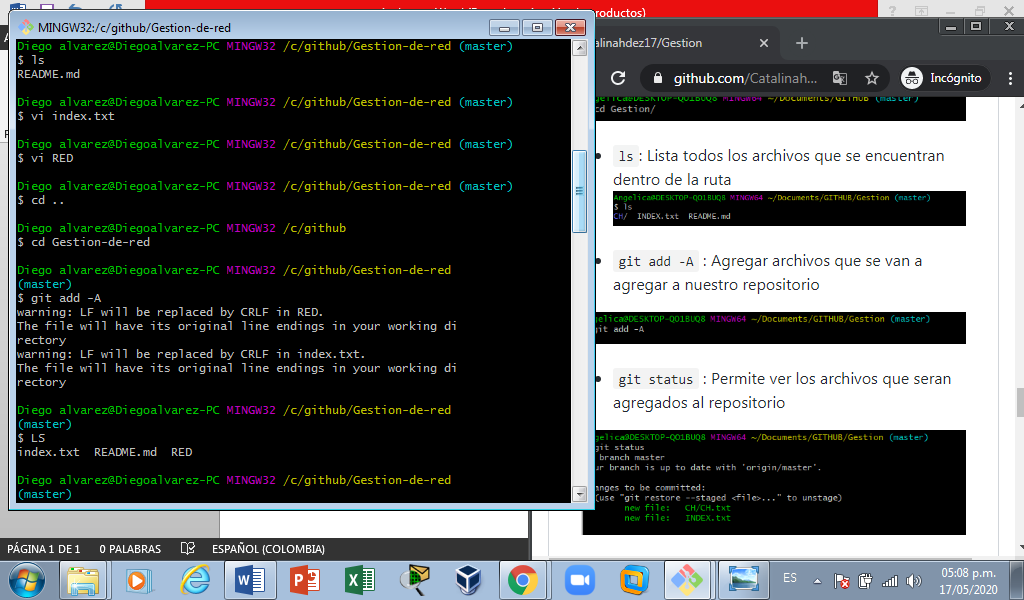 productos)
MINGW32:/c/github/Gestion-de-red
Diego alvarez@Diegoalvarez-PC MINGW32 /c/github/Gestion-de-red (master)
$ ls
README.md
Diego alvarez@Diegoalvarez-PC MINGW32 /c/github/Gestion-de-red (master)
$ vi index.txt
Diego alvarez@Diegoalvarez-PC MINGW32 /c/github/Gestion-de-red (master)
$ vi RED
Diego alvarez@Diegoalvarez-PC MINGW32 /c/github/Gestion-de-red (master)
$ cd ..
Diego alvarez@Diegoalvarez-PC MINGW32 /c/github
$ cd Gestion-de-red
Diego alvarez@Diegoalvarez-PC MINGW32 /c/github/Gestion-de-red
(master)
$ git add -A
warning: LF will be replaced by CRLF in RED.
The file will have its original line endings in your working di
rectory
warning: LF will be replaced by CRLF in index.txt.
The file will have its original line endings in your working di
rectory
Diego alvarez@Diegoalvarez-PC MINGW32 /c/github/Gestion-de-red
(master)
$ LS
index.txt README.md RED
Diego alvarez@Diegoalvarez-PC MINGW32 /c/github/Gestion-de-red
(master)
alinahdez17/Gestion
github.com/Catalinah...
Incógnito
ngelica@DESKTOP-QO1BUQ8 MINGW64 ~/Documents/GITHUB (master)
cd Gestion/
ls : Lista todos los archivos que se encuentran
dentro de la ruta
Angelica@DESKTOP-QO1BUQ8 MINGW64 ~/Documents/GITHUB/Gestion (master)
$ ls
CH/ INDEX.txt README.md
git add -A : Agregar archivos que se van a
agregar a nuestro repositorio
gelica@DESKTOP-QO1BUQ8 MINGW64 ~/Documents/GITHUB/Gestion (master)
git add -A
git status : Permite ver los archivos que seran
agregados al repositorio
gelica@DESKTOP-QO1BUQ8 MINGW64 ~/Documents/GITHUB/Gestion (master)
git status
branch master
ur branch is up to date with 'origin/master'.
anges to be committed:
(use "git restore --staged <file>..." to unstage)
new file: CH/CH.txt
new file: INDEX.txt
PÁGINA 1 DE 1
0 PALABRAS
ESPAÑOL (COLOMBIA)
ES
05:08 p.m.
17/05/2020